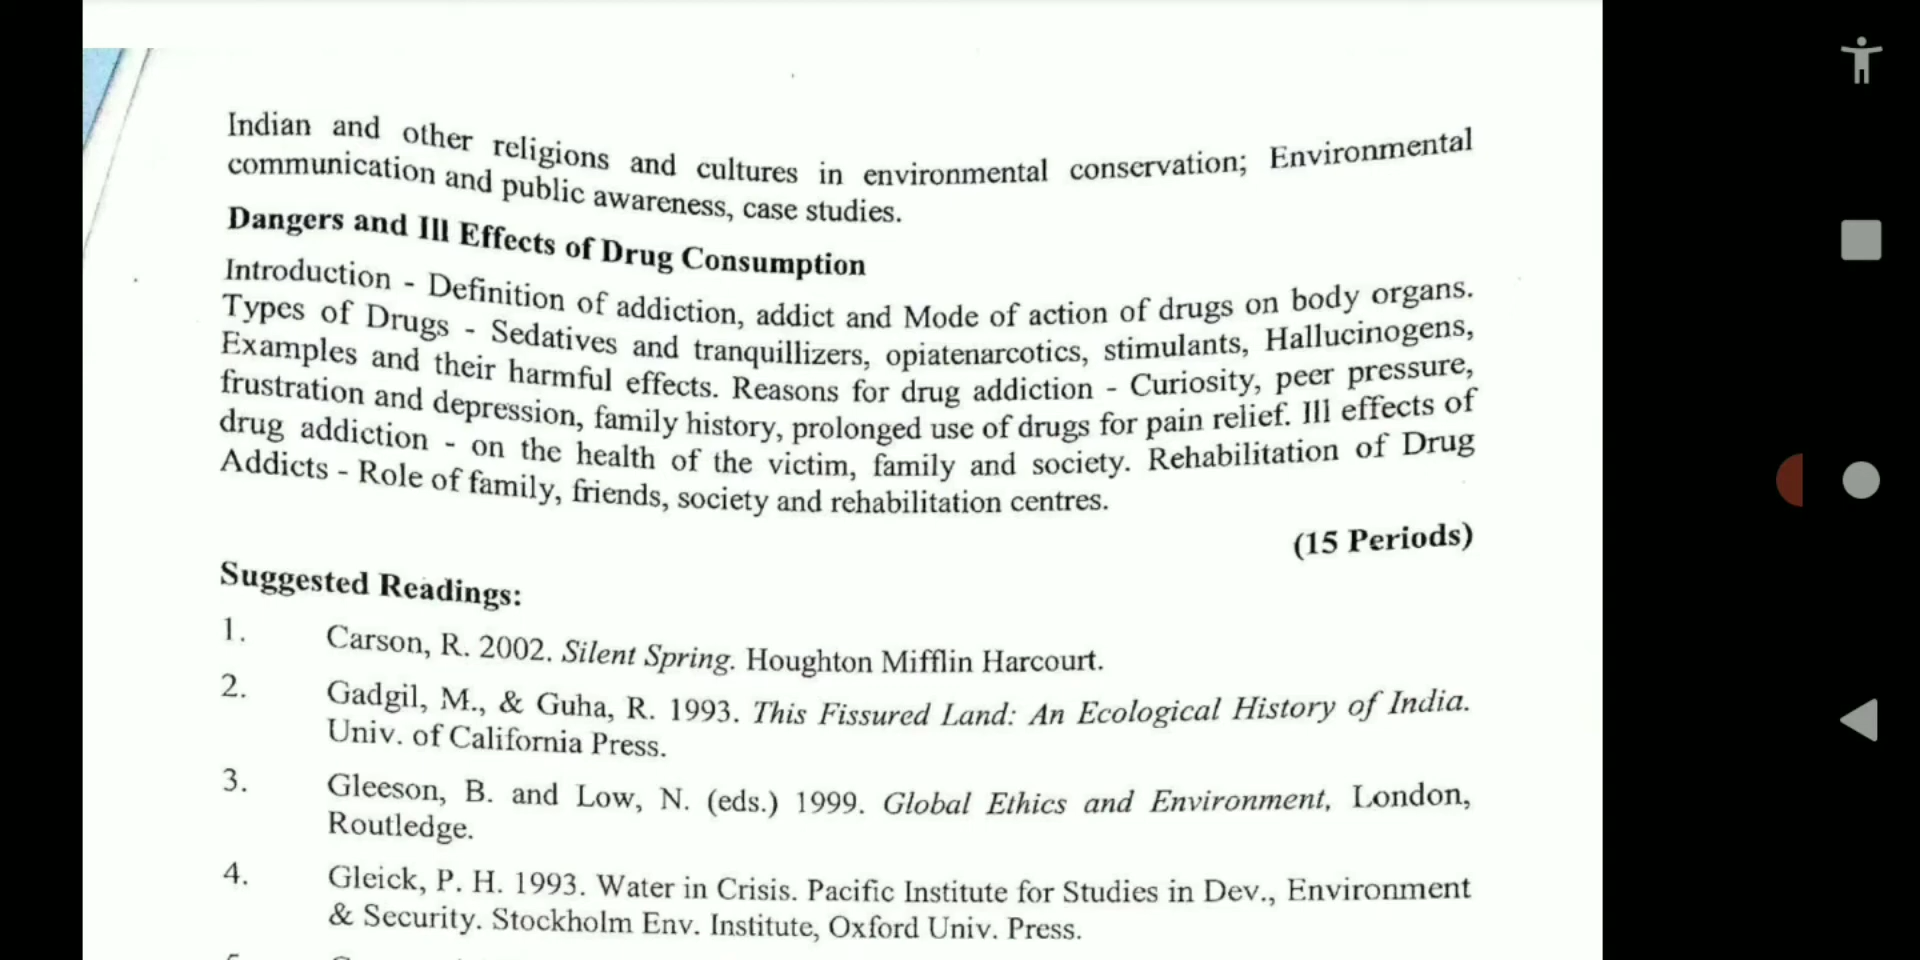 Indian and other religions and cultures in environmental conservation; Environmental
communication and public awareness, case studies.
Dangers and Ill Effects of Drug Consumption
Introduction - Definition of addiction, addict and Mode of action of drugs on body organs.
Types of Drugs - Sedatives and tranquillizers, opiatenarcotics, stimulants, Hallucinogens,
Examples and their harmful effects. Reasons for drug addiction - Curiosity, peer pressure,
frustration and depression, family history, prolonged use of drugs for pain relief. Ill effects of
drug addiction - on the health of the victim, family and society. Rehabilitation of Drug
Addicts - Role of family, friends, society and rehabilitation centres.
(15 Periods)
Suggested Readings:
1. Carson, R. 2002. Silent Spring. Houghton Mifflin Harcourt.
2. Gadgil, M., & Guha, R. 1993. This Fissured Land: An Ecological History of India.
Univ. of California Press.
3. Gleeson, B. and Low, N. (eds.) 1999. Global Ethics and Environment, London,
Routledge.
4. Gleick, P. H. 1993. Water in Crisis. Pacific Institute for Studies in Dev., Environment
& Security. Stockholm Env. Institute, Oxford Univ. Press.